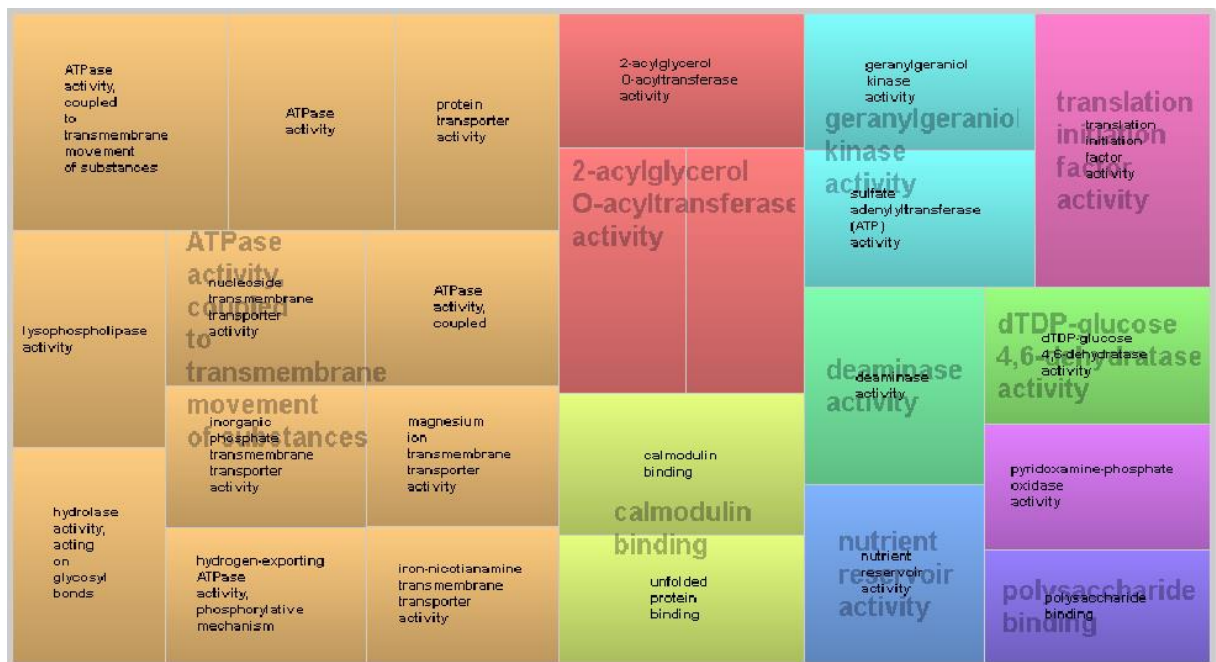 ATPase
activity,
coupled
to
transmembrane
movement
of substances
ATPase
activity
protein
transporter
activity
lysophospholipase
activity
nucleoside
transmembrane
transporter
activity
ATPase
activity,
coupled
inorganic
phosphate
transmembrane
transporter
activity
magnesium
ion
transmembrane
transporter
activity
hydrolase
activity,
acting
on
glycosyl
bonds
hydrogen-exporting
ATPase
activity,
phosphorylative
mechanism
iron-nicotianamine
transmembrane
transporter
activity
ATPase
activity,
coupled
to
transmembrane
movement
of substances
2-acylglycerol
O-acyltransferase
activity
2-acylglycerol
O-acyltransferase
activity
calmodulin
binding
calmodulin
binding
unfolded
protein
binding
geranylgeraniol
kinase
activity
geranylgeraniol
kinase
activity
sulfate
adenylyltransferase
(ATP)
activity
translation
initiation
factor
activity
translation
initiation
factor
activity
deaminase
activity
deaminase
activity
dTDP-glucose
4,6-dehydratase
activity
dTDP-glucose
4,6-dehydratase
activity
pyridoxamine-phosphate
oxidase
activity
nutrient
reservoir
activity
nutrient
reservoir
activity
polysaccharide
binding
polysaccharide
binding